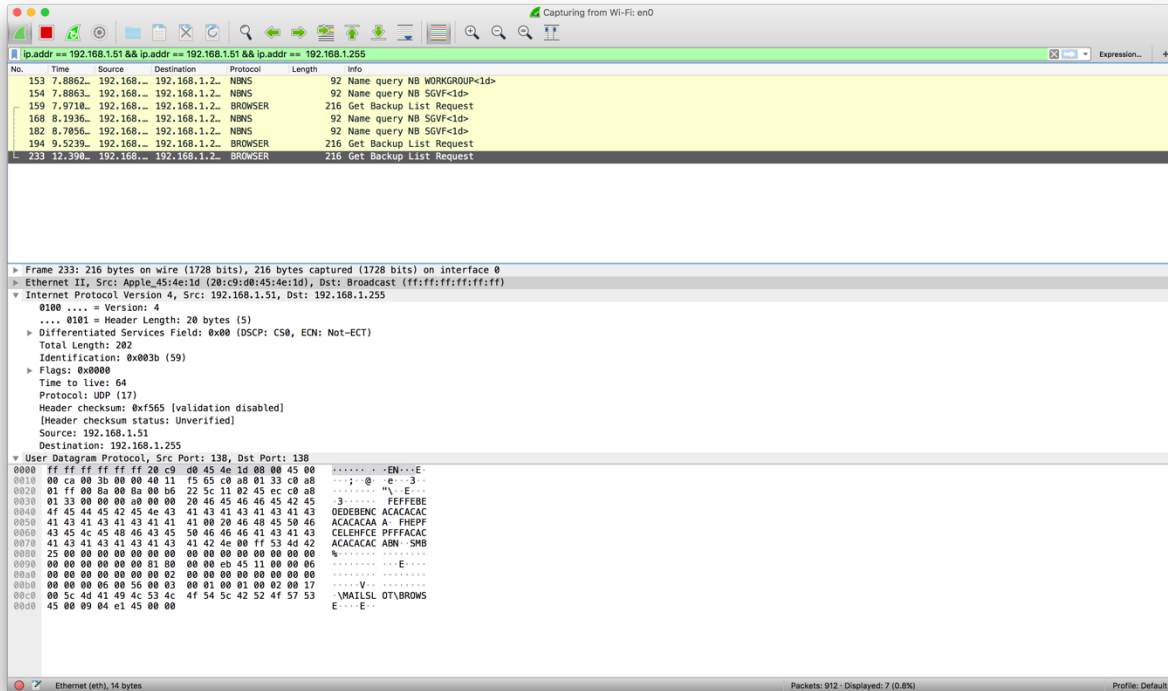 Capturing from Wi-Fi: en0
ip.addr == 192.168.1.51 && ip.addr == 192.168.1.51 && ip.addr == 192.168.1.255
Expression... +
No. Time Source Destination Protocol Length Info
153 7.8862… 192.168.… 192.168.1.2… NBNS 92 Name query NB WORKGROUP<1d>
154 7.8863… 192.168.… 192.168.1.2… NBNS 92 Name query NB SGVF<1d>
159 7.9710… 192.168.… 192.168.1.2… BROWSER 216 Get Backup List Request
168 8.1936… 192.168.… 192.168.1.2… NBNS 92 Name query NB SGVF<1d>
182 8.7056… 192.168.… 192.168.1.2… NBNS 92 Name query NB SGVF<1d>
194 9.5239… 192.168.… 192.168.1.2… BROWSER 216 Get Backup List Request
233 12.390… 192.168.… 192.168.1.2… BROWSER 216 Get Backup List Request
Frame 233: 216 bytes on wire (1728 bits), 216 bytes captured (1728 bits) on interface 0
Ethernet II, Src: Apple_45:4e:1d (20:c9:d0:45:4e:1d), Dst: Broadcast (ff:ff:ff:ff:ff:ff)
Internet Protocol Version 4, Src: 192.168.1.51, Dst: 192.168.1.255
0100 .... = Version: 4
.... 0101 = Header Length: 20 bytes (5)
Differentiated Services Field: 0x00 (DSCP: CS0, ECN: Not-ECT)
Total Length: 202
Identification: 0x003b (59)
Flags: 0x0000
Time to live: 64
Protocol: UDP (17)
Header checksum: 0xf565 [validation disabled]
[Header checksum status: Unverified]
Source: 192.168.1.51
Destination: 192.168.1.255
User Datagram Protocol, Src Port: 138, Dst Port: 138
0000 ff ff ff ff ff ff 20 c9 d0 45 4e 1d 08 00 45 00 ······ · ·EN···E·
0010 00 ca 00 3b 00 00 40 11 f5 65 c0 a8 01 33 c0 a8 ···;··@· ·e···3··
0020 01 ff 00 8a 00 8a 00 b6 22 5c 11 02 45 ec c0 a8 ········ "\··E···
0030 01 33 00 8a 00 a0 00 00 20 46 45 46 46 45 42 45 ·3······ FEFFEBE
0040 4f 45 44 45 42 45 4e 43 41 43 41 43 41 43 41 43 OEDEBENC ACACACAC
0050 41 43 41 43 41 43 41 41 41 00 20 46 48 45 50 46 ACACACAA A· FHEPF
0060 43 45 4c 45 48 46 43 45 50 46 46 46 41 43 41 43 CELEHFCE PFFFACAC
0070 41 43 41 43 41 43 41 43 41 42 4e 00 ff 53 4d 42 ACACACAC ABN··SMB
0080 25 00 00 00 00 00 00 00 00 00 00 00 00 00 00 00 %······· ········
0090 00 00 00 00 00 00 81 80 00 00 eb 45 11 00 00 06 ········ ···E····
00a0 00 00 00 00 00 00 00 02 00 00 00 00 00 00 00 00 ········ ········
00b0 00 00 00 06 00 56 00 03 00 01 00 01 00 02 00 17 ·····V·· ········
00c0 00 5c 4d 41 49 4c 53 4c 4f 54 5c 42 52 4f 57 53 ·\MAILSL OT\BROWS
00d0 45 00 09 04 e1 45 00 00 E····E··
Ethernet (eth), 14 bytes
Packets: 912 · Displayed: 7 (0.8%)
Profile: Default